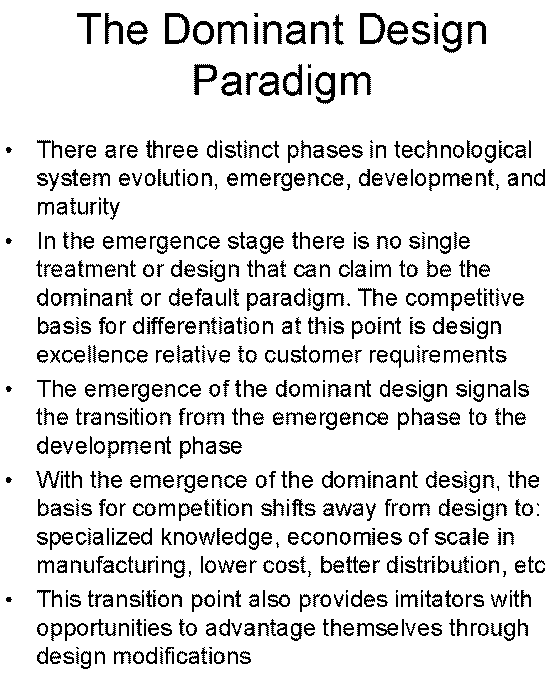 The Dominant Design
Paradigm
• There are three distinct phases in technological
system evolution, emergence, development, and
maturity
• In the emergence stage there is no single
treatment or design that can claim to be the
dominant or default paradigm. The competitive
basis for differentiation at this point is design
excellence relative to customer requirements
• The emergence of the dominant design signals
the transition from the emergence phase to the
development phase
• With the emergence of the dominant design, the
basis for competition shifts away from design to:
specialized knowledge, economies of scale in
manufacturing, lower cost, better distribution, etc
• This transition point also provides imitators with
opportunities to advantage themselves through
design modifications